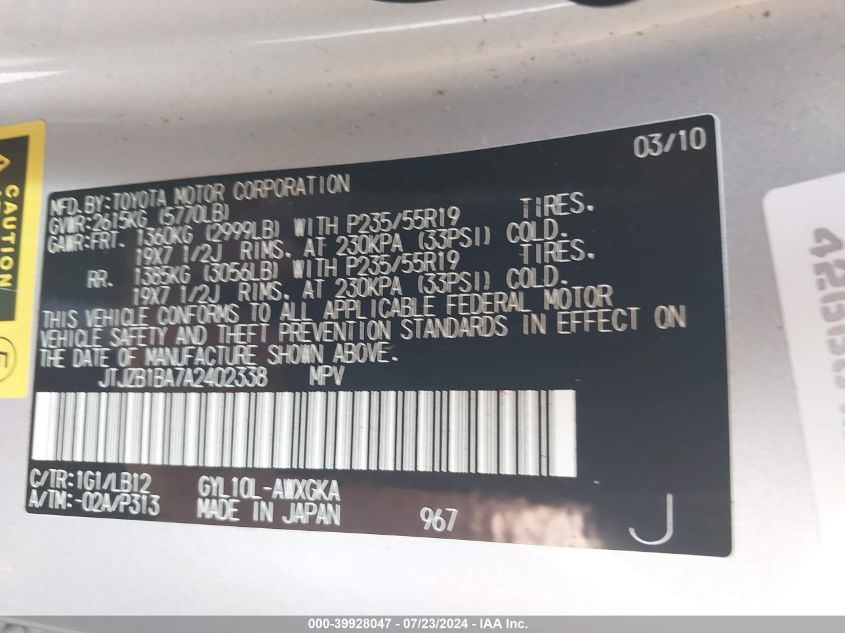 03/10
MFD.BY:TOYOTA MOTOR CORPORATION
GVWR:2615KG (5770LB)
GAWR:FRT. 1360KG (2999LB) WITH P235/55R19 TIRES.
19X7 1/2J RIMS. AT 230KPA (33PSI) COLD.
RR. 1385KG (3056LB) WITH P235/55R19 TIRES.
19X7 1/2J RIMS. AT 230KPA (33PSI) COLD.
THIS VEHICLE CONFORMS TO ALL APPLICABLE FEDERAL MOTOR
VEHICLE SAFETY AND THEFT PREVENTION STANDARDS IN EFFECT ON
THE DATE OF MANUFACTURE SHOWN ABOVE.
JTJZB1BA7A2402338 MPV
C/TR:1G1/LB12 GYL10L-AWXGKA
A/TM:-02A/P313 MADE IN JAPAN 967 J
CAUTION
000-39928047 - 07/23/2024 - IAA Inc.